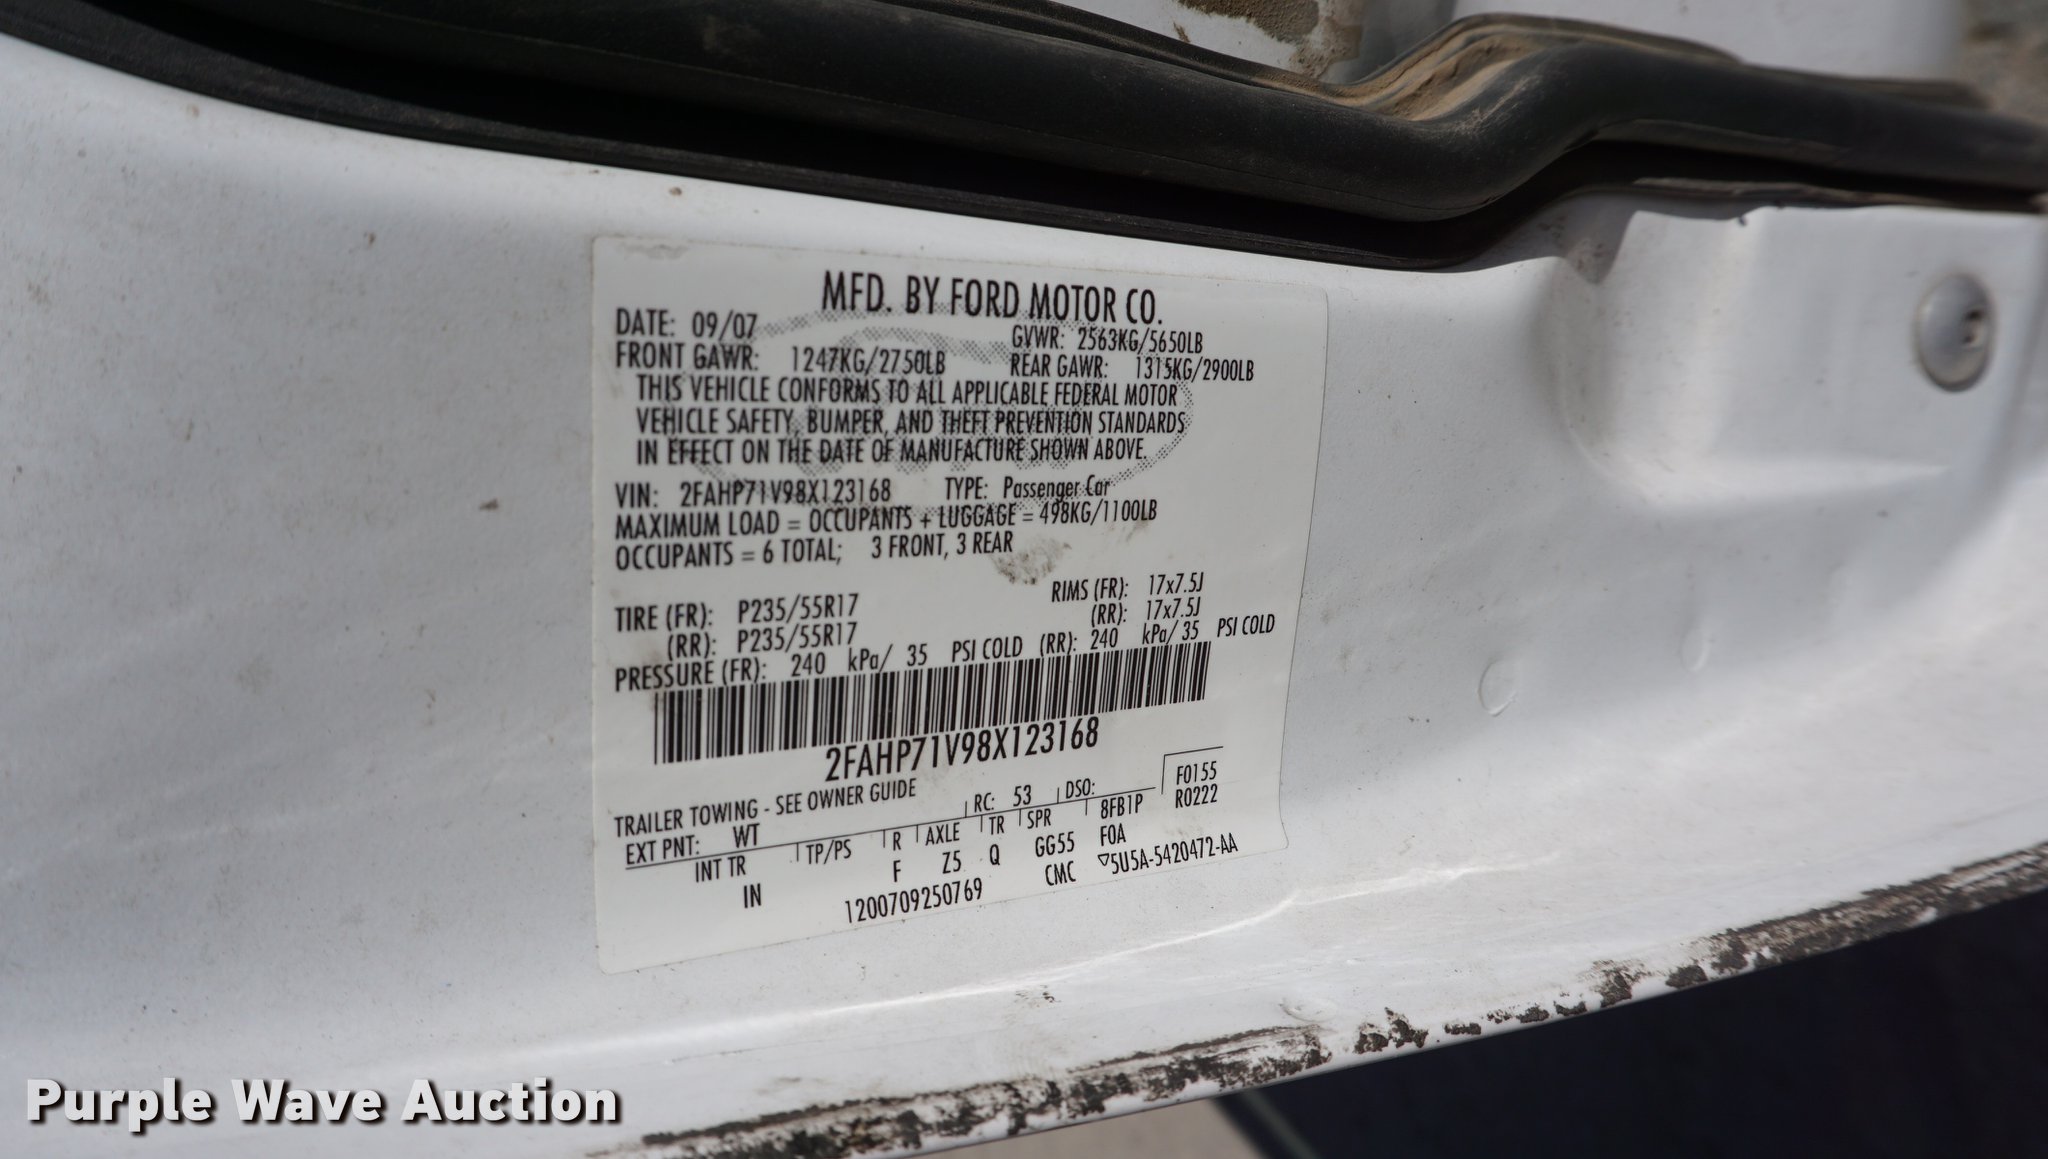 MFD. BY FORD MOTOR CO.
DATE: 09/07 GVWR: 2563KG/5650LB
FRONT GAWR: 1247KG/2750LB REAR GAWR: 1315KG/2900LB
THIS VEHICLE CONFORMS TO ALL APPLICABLE FEDERAL MOTOR
VEHICLE SAFETY, BUMPER, AND THEFT PREVENTION STANDARDS
IN EFFECT ON THE DATE OF MANUFACTURE SHOWN ABOVE.
VIN: 2FAHP71V98X123168 TYPE: Passenger Car
MAXIMUM LOAD = OCCUPANTS + LUGGAGE = 498KG/1100LB
OCCUPANTS = 6 TOTAL; 3 FRONT, 3 REAR
TIRE (FR): P235/55R17 RIMS (FR): 17x7.5J
(RR): P235/55R17 (RR): 17x7.5J
PRESSURE (FR): 240 kPa/ 35 PSI COLD (RR): 240 kPa/ 35 PSI COLD
2FAHP71V98X123168
TRAILER TOWING - SEE OWNER GUIDE F0155
EXT PNT: WT RC: 53 DSO: R0222
INT TR TP/PS R AXLE TR SPR 8FB1P
IN F Z5 Q GG55 F0A
1200709250769 CMC ▽5U5A-5420472-AA
Purple Wave Auction